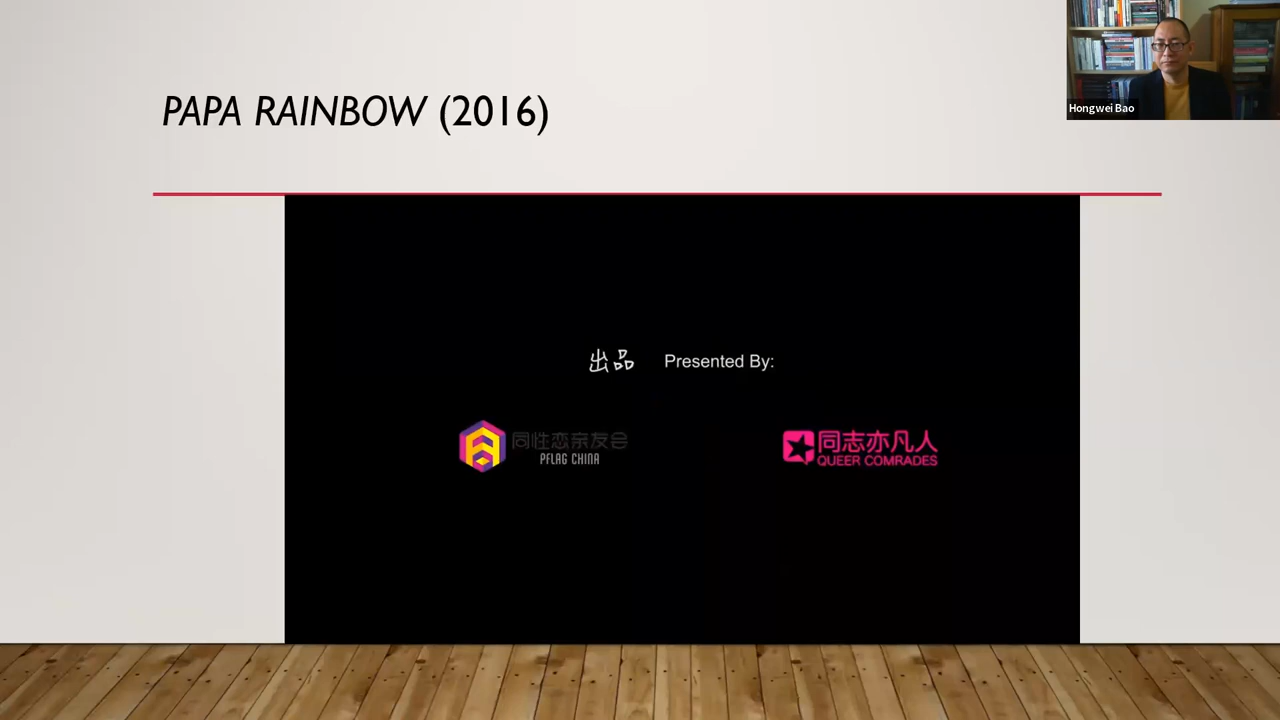 PAPA RAINBOW (2016)
Hongwei Bao
出品 Presented By:
同性恋亲友会
PFLAG CHINA
同志亦凡人
QUEER COMRADES